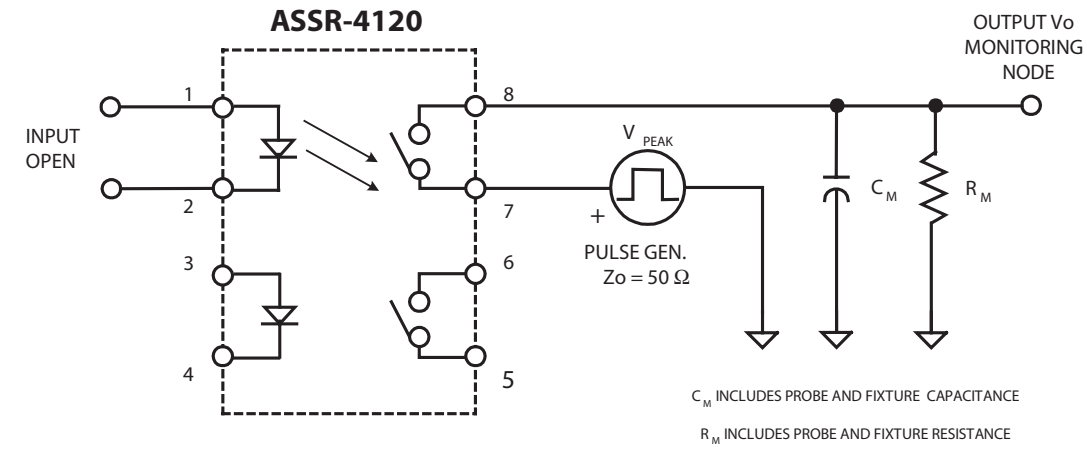 ASSR-4120
OUTPUT Vo
MONITORING
NODE
INPUT
OPEN
1
2
3
4
8
7
6
5
V PEAK
+
PULSE GEN.
Zo = 50 Ω
C M
R M
C M INCLUDES PROBE AND FIXTURE CAPACITANCE
R M INCLUDES PROBE AND FIXTURE RESISTANCE